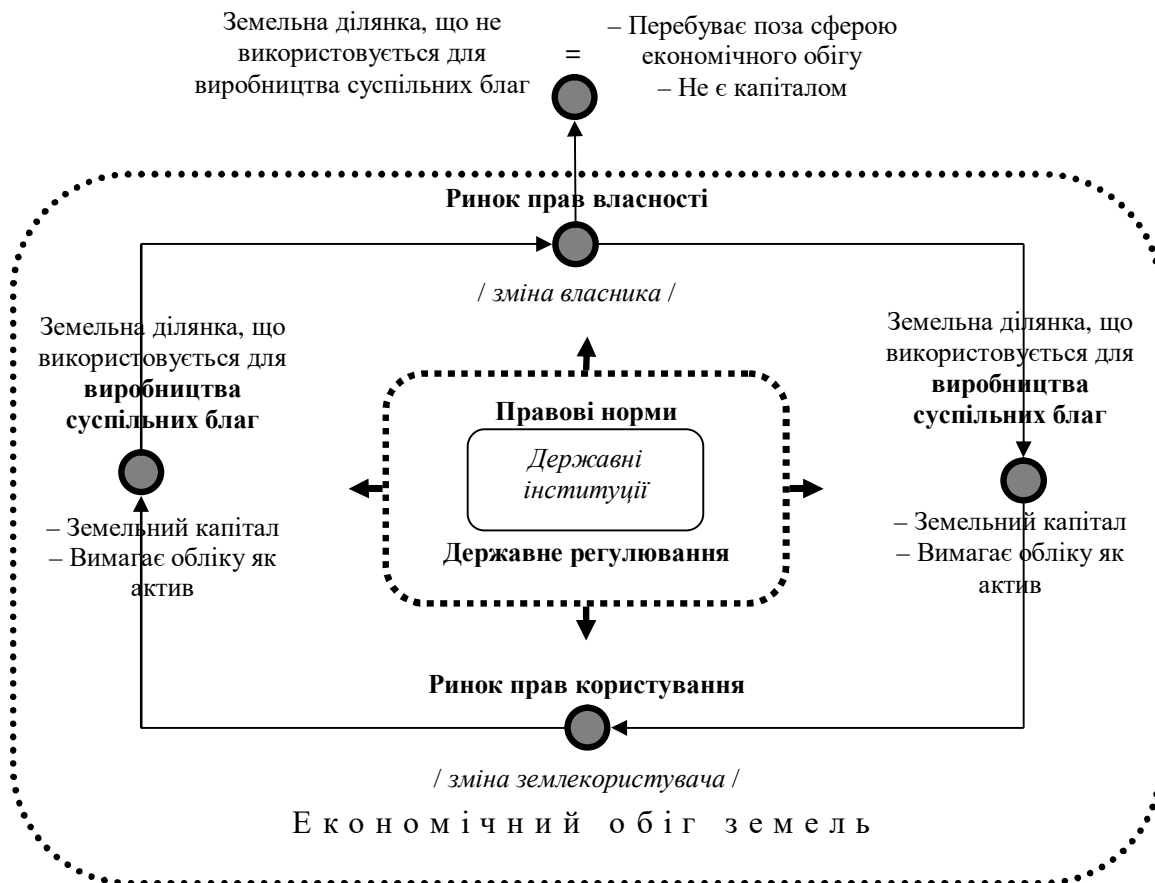 Земельна ділянка, що не
використовується для
виробництва суспільних благ
=
– Перебуває поза сферою
економічного обігу
– Не є капіталом
Ринок прав власності
/ зміна власника /
Земельна ділянка, що
використовується для
виробництва
суспільних благ
– Земельний капітал
– Вимагає обліку як
актив
Правові норми
Державні
інституції
Державне регулювання
Земельна ділянка, що
використовується для
виробництва
суспільних благ
– Земельний капітал
– Вимагає обліку як
актив
Ринок прав користування
/ зміна землекористувача /
Економічний обіг земель